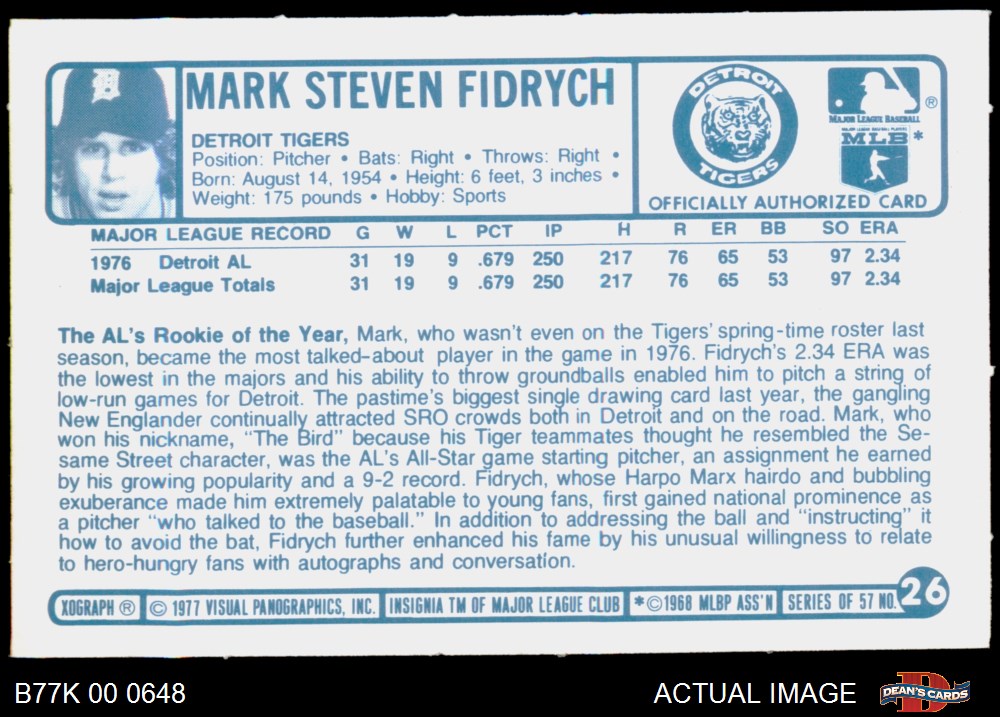 MARK STEVEN FIDRYCH
DETROIT TIGERS
Position: Pitcher • Bats: Right • Throws: Right •
Born: August 14, 1954 • Height: 6 feet, 3 inches •
Weight: 175 pounds • Hobby: Sports
DETROIT
TIGERS
MAJOR LEAGUE BASEBALL ®
MAJOR LEAGUE BASEBALL PLAYERS
MLB *
OFFICIALLY AUTHORIZED CARD
MAJOR LEAGUE RECORD G W L PCT IP H R ER BB SO ERA
1976 Detroit AL 31 19 9 .679 250 217 76 65 53 97 2.34
Major League Totals 31 19 9 .679 250 217 76 65 53 97 2.34
The AL's Rookie of the Year, Mark, who wasn't even on the Tigers' spring-time roster last
season, became the most talked-about player in the game in 1976. Fidrych's 2.34 ERA was
the lowest in the majors and his ability to throw groundballs enabled him to pitch a string of
low-run games for Detroit. The pastime's biggest single drawing card last year, the gangling
New Englander continually attracted SRO crowds both in Detroit and on the road. Mark, who
won his nickname, "The Bird" because his Tiger teammates thought he resembled the Se-
same Street character, was the AL's All-Star game starting pitcher, an assignment he earned
by his growing popularity and a 9-2 record. Fidrych, whose Harpo Marx hairdo and bubbling
exuberance made him extremely palatable to young fans, first gained national prominence as
a pitcher "who talked to the baseball." In addition to addressing the ball and "instructing" it
how to avoid the bat, Fidrych further enhanced his fame by his unusual willingness to relate
to hero-hungry fans with autographs and conversation.
XOGRAPH ® © 1977 VISUAL PANOGRAPHICS, INC. INSIGNIA TM OF MAJOR LEAGUE CLUB *©1968 MLBP ASS'N SERIES OF 57 NO. 26
B77K 00 0648 ACTUAL IMAGE DEAN'S CARDS